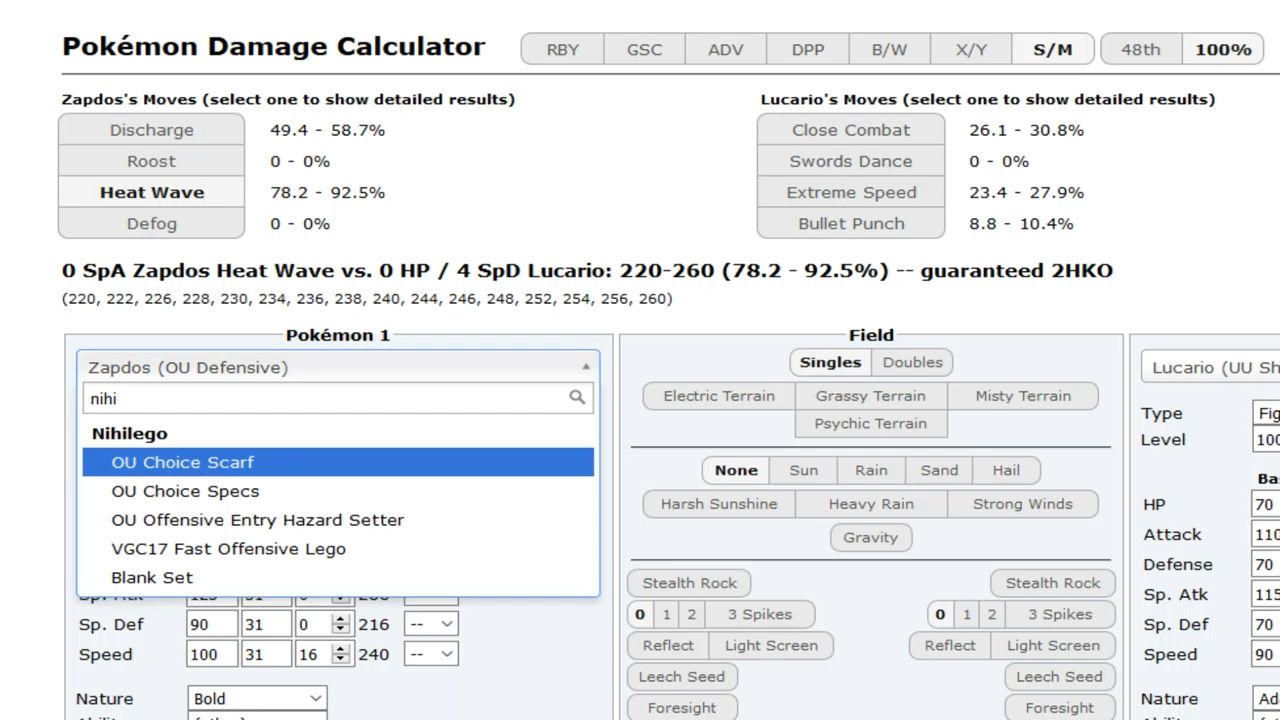 Pokémon Damage Calculator
RBY GSC ADV DPP B/W X/Y S/M 48th 100%
Zapdos's Moves (select one to show detailed results)
Discharge 49.4 - 58.7%
Roost 0 - 0%
Heat Wave 78.2 - 92.5%
Defog 0 - 0%
Lucario's Moves (select one to show detailed results)
Close Combat 26.1 - 30.8%
Swords Dance 0 - 0%
Extreme Speed 23.4 - 27.9%
Bullet Punch 8.8 - 10.4%
0 SpA Zapdos Heat Wave vs. 0 HP / 4 SpD Lucario: 220-260 (78.2 - 92.5%) -- guaranteed 2HKO
(220, 222, 226, 228, 230, 234, 236, 238, 240, 244, 246, 248, 252, 254, 256, 260)
Pokémon 1
Zapdos (OU Defensive)
nihi
Nihilego
OU Choice Scarf
OU Choice Specs
OU Offensive Entry Hazard Setter
VGC17 Fast Offensive Lego
Blank Set
Sp. Def 90 31 0 216 --
Speed 100 31 16 240 --
Nature Bold
Field
Singles Doubles
Electric Terrain Grassy Terrain Misty Terrain
Psychic Terrain
None Sun Rain Sand Hail
Harsh Sunshine Heavy Rain Strong Winds
Gravity
Stealth Rock Stealth Rock
0 1 2 3 Spikes 0 1 2 3 Spikes
Reflect Light Screen Reflect Light Screen
Leech Seed Leech Seed
Foresight Foresight
Lucario (UU Sh
Type Fig
Level 100
Ba
HP 70
Attack 110
Defense 70
Sp. Atk 115
Sp. Def 70
Speed 90
Nature Ad